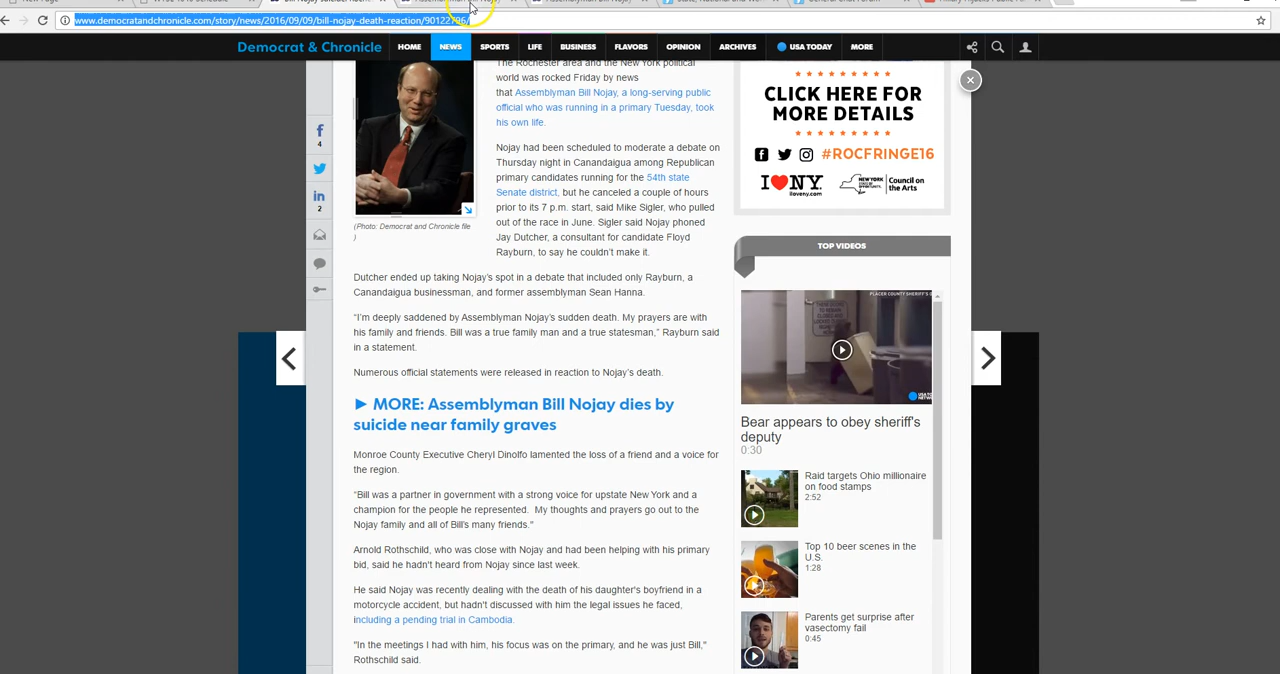 www.democratandchronicle.com/story/news/2016/09/09/bill-nojay-death-reaction/90122796/
Democrat & Chronicle HOME NEWS SPORTS LIFE BUSINESS FLAVORS OPINION ARCHIVES USA TODAY MORE
The Rochester area and the New York political
world was rocked Friday by news
that Assemblyman Bill Nojay, a long-serving public
official who was running in a primary Tuesday, took
his own life.
Nojay had been scheduled to moderate a debate on
Thursday night in Canandaigua among Republican
primary candidates running for the 54th state
Senate district, but he canceled a couple of hours
prior to its 7 p.m. start, said Mike Sigler, who pulled
out of the race in June. Sigler said Nojay phoned
Jay Dutcher, a consultant for candidate Floyd
Rayburn, to say he couldn't make it.
(Photo: Democrat and Chronicle file
)
4
2
Dutcher ended up taking Nojay's spot in a debate that included only Rayburn, a
Canandaigua businessman, and former assemblyman Sean Hanna.
“I'm deeply saddened by Assemblyman Nojay's sudden death. My prayers are with
his family and friends. Bill was a true family man and a true statesman,” Rayburn said
in a statement.
Numerous official statements were released in reaction to Nojay's death.
► MORE: Assemblyman Bill Nojay dies by
suicide near family graves
Monroe County Executive Cheryl Dinolfo lamented the loss of a friend and a voice for
the region.
“Bill was a partner in government with a strong voice for upstate New York and a
champion for the people he represented. My thoughts and prayers go out to the
Nojay family and all of Bill's many friends."
Arnold Rothschild, who was close with Nojay and had been helping with his primary
bid, said he hadn't heard from Nojay since last week.
He said Nojay was recently dealing with the death of his daughter's boyfriend in a
motorcycle accident, but hadn't discussed with him the legal issues he faced,
including a pending trial in Cambodia.
"In the meetings I had with him, his focus was on the primary, and he was just Bill,"
Rothschild said.
CLICK HERE FOR
MORE DETAILS
#ROCFRINGE16
I NY.
iloveny.com
NEW YORK
Council on
the Arts
TOP VIDEOS
PLACER COUNTY SHERIFF'S
Bear appears to obey sheriff's
deputy
0:30
Raid targets Ohio millionaire
on food stamps
2:52
Top 10 beer scenes in the
U.S.
1:28
Parents get surprise after
vasectomy fail
0:45